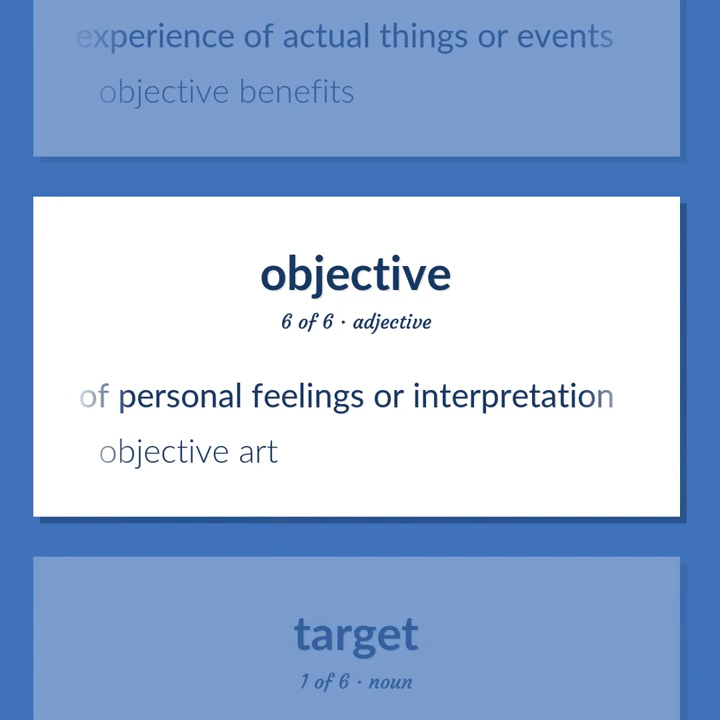 experience of actual things or events
objective benefits
objective
6 of 6 · adjective
of personal feelings or interpretation
objective art
target
1 of 6 · noun